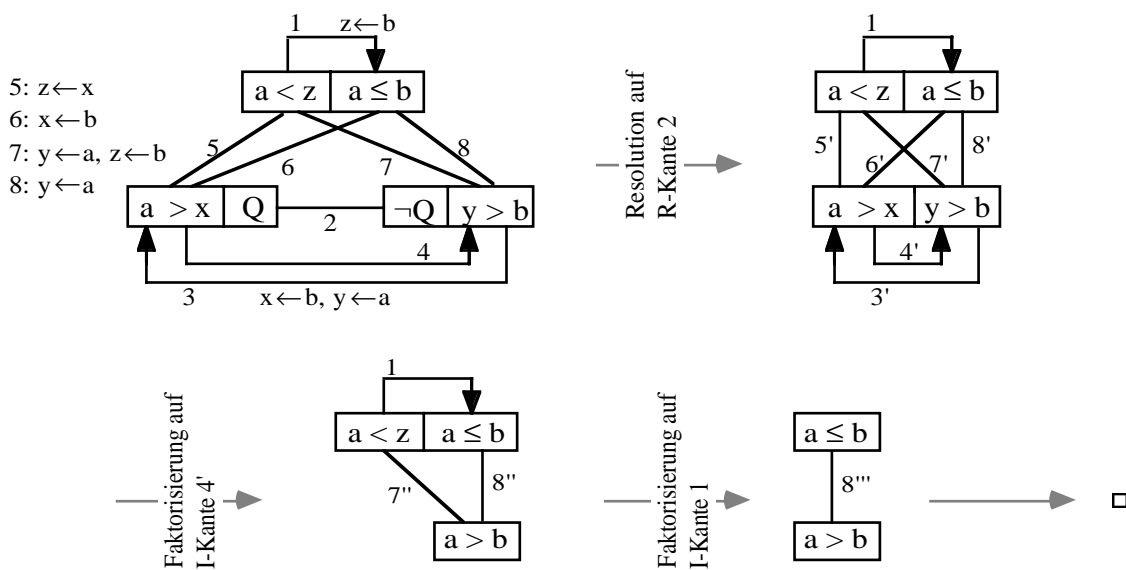 1 z←b
a < z a ≤ b
5: z←x
6: x←b
7: y←a, z←b
8: y←a
5 6 7 8
a > x Q 2 ¬Q y > b
4
3 x←b, y←a
Resolution auf
R-Kante 2
1
a < z a ≤ b
5' 6' 7' 8'
a > x y > b
4'
3'
Faktorisierung auf
I-Kante 4'
1
a < z a ≤ b
7'' 8''
a > b
Faktorisierung auf
I-Kante 1
a ≤ b
8'''
a > b